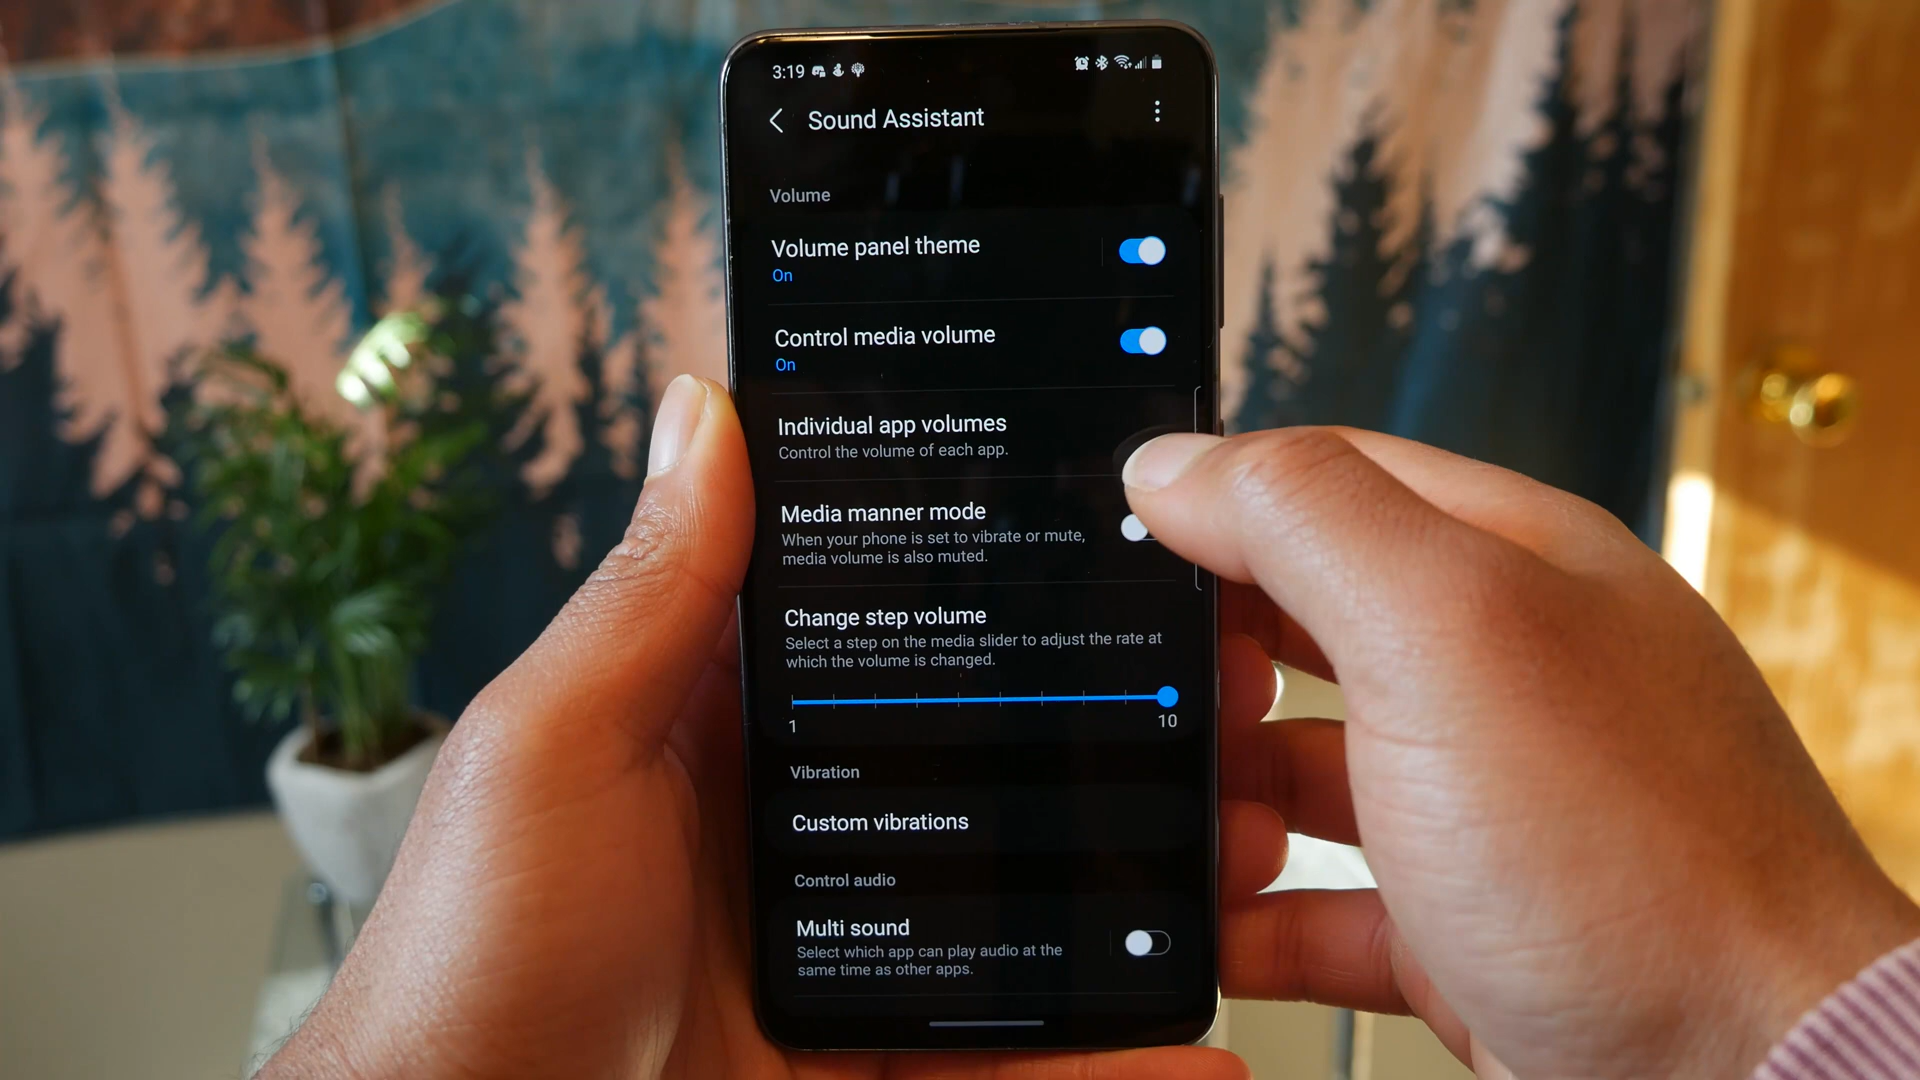 3:19
Sound Assistant
Volume
Volume panel theme
On
Control media volume
On
Individual app volumes
Control the volume of each app.
Media manner mode
When your phone is set to vibrate or mute,
media volume is also muted.
Change step volume
Select a step on the media slider to adjust the rate at
which the volume is changed.
1 10
Vibration
Custom vibrations
Control audio
Multi sound
Select which app can play audio at the
same time as other apps.